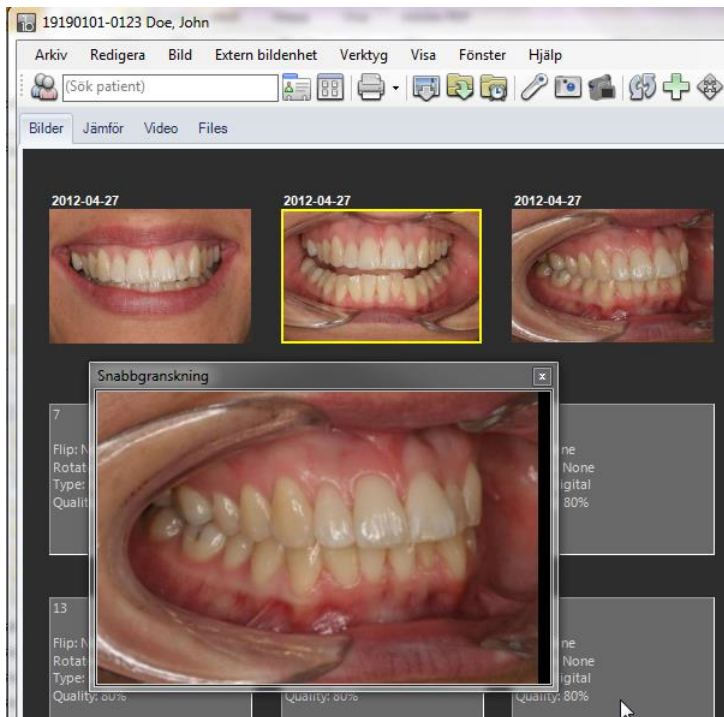 19190101-0123 Doe, John
Arkiv Redigera Bild Extern bildenhet Verktyg Visa Fönster Hjälp
(Sök patient)
Bilder Jämför Video Files
2012-04-27 2012-04-27 2012-04-27
Snabbgranskning x
7
Flip: N ne
Rotat None
Type: igital
Qualit 80%
13
Flip: N ne
Rotat None
Type: igital
Quality: 80% Quality: 80% Quality: 80%